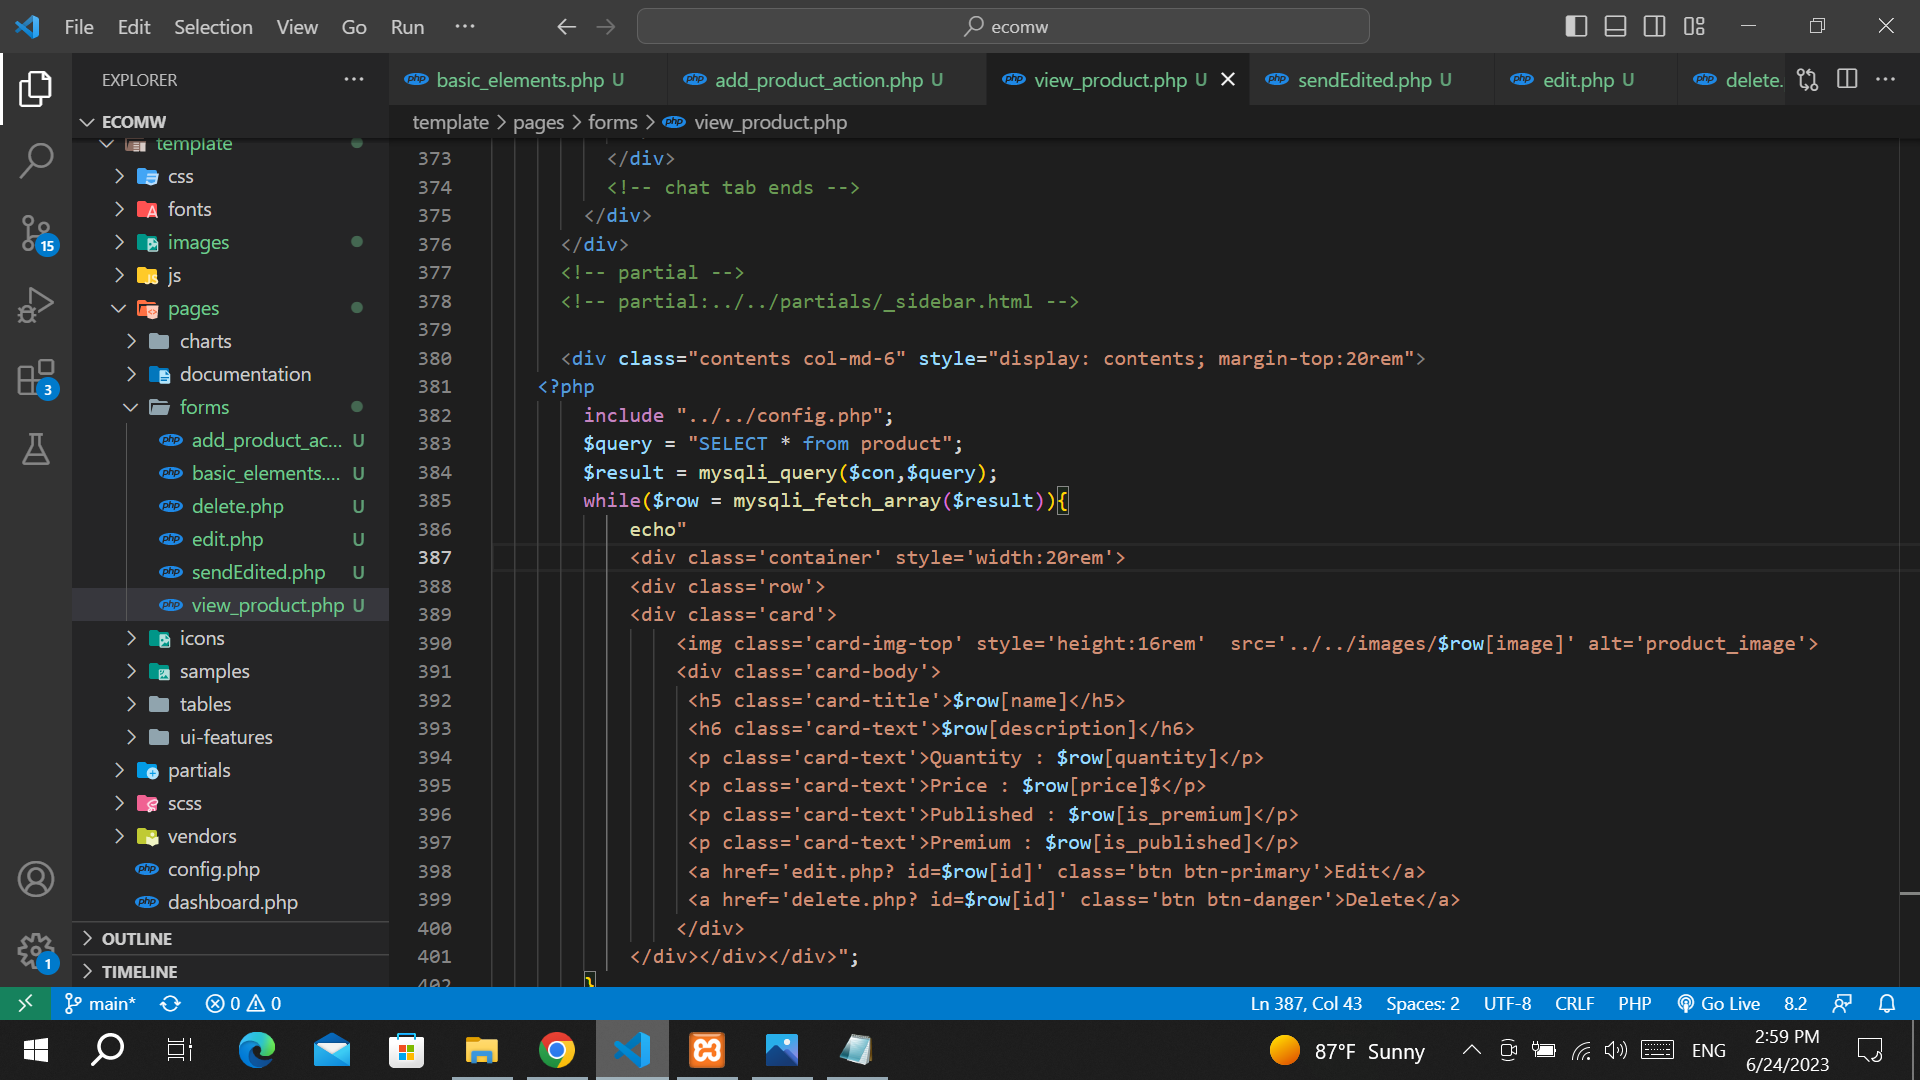 File Edit Selection View Go Run ··· ecomw
EXPLORER ···
basic_elements.php U
add_product_action.php U
view_product.php U
sendEdited.php U
edit.php U
delete.
ECOMW
template > pages > forms > view_product.php
template
css
fonts
images
js
pages
charts
documentation
forms
add_product_ac... U
basic_elements.... U
delete.php U
edit.php U
sendEdited.php U
view_product.php U
icons
samples
tables
ui-features
partials
scss
vendors
config.php
dashboard.php
OUTLINE
TIMELINE
15
3
1
373 </div>
374 <!-- chat tab ends -->
375 </div>
376 </div>
377 <!-- partial -->
378 <!-- partial:../../partials/_sidebar.html -->
379
380 <div class="contents col-md-6" style="display: contents; margin-top:20rem">
381 <?php
382 include "../../config.php";
383 $query = "SELECT * from product";
384 $result = mysqli_query($con,$query);
385 while($row = mysqli_fetch_array($result)){
386 echo"
387 <div class='container' style='width:20rem'>
388 <div class='row'>
389 <div class='card'>
390 <img class='card-img-top' style='height:16rem'  src='../../images/$row[image]' alt='product_image'>
391 <div class='card-body'>
392 <h5 class='card-title'>$row[name]</h5>
393 <h6 class='card-text'>$row[description]</h6>
394 <p class='card-text'>Quantity : $row[quantity]</p>
395 <p class='card-text'>Price : $row[price]$</p>
396 <p class='card-text'>Published : $row[is_premium]</p>
397 <p class='card-text'>Premium : $row[is_published]</p>
398 <a href='edit.php? id=$row[id]' class='btn btn-primary'>Edit</a>
399 <a href='delete.php? id=$row[id]' class='btn btn-danger'>Delete</a>
400 </div>
401 </div></div></div>";
402 }
main* 0 0 Ln 387, Col 43 Spaces: 2 UTF-8 CRLF PHP Go Live 8.2
87°F Sunny ENG 2:59 PM
6/24/2023